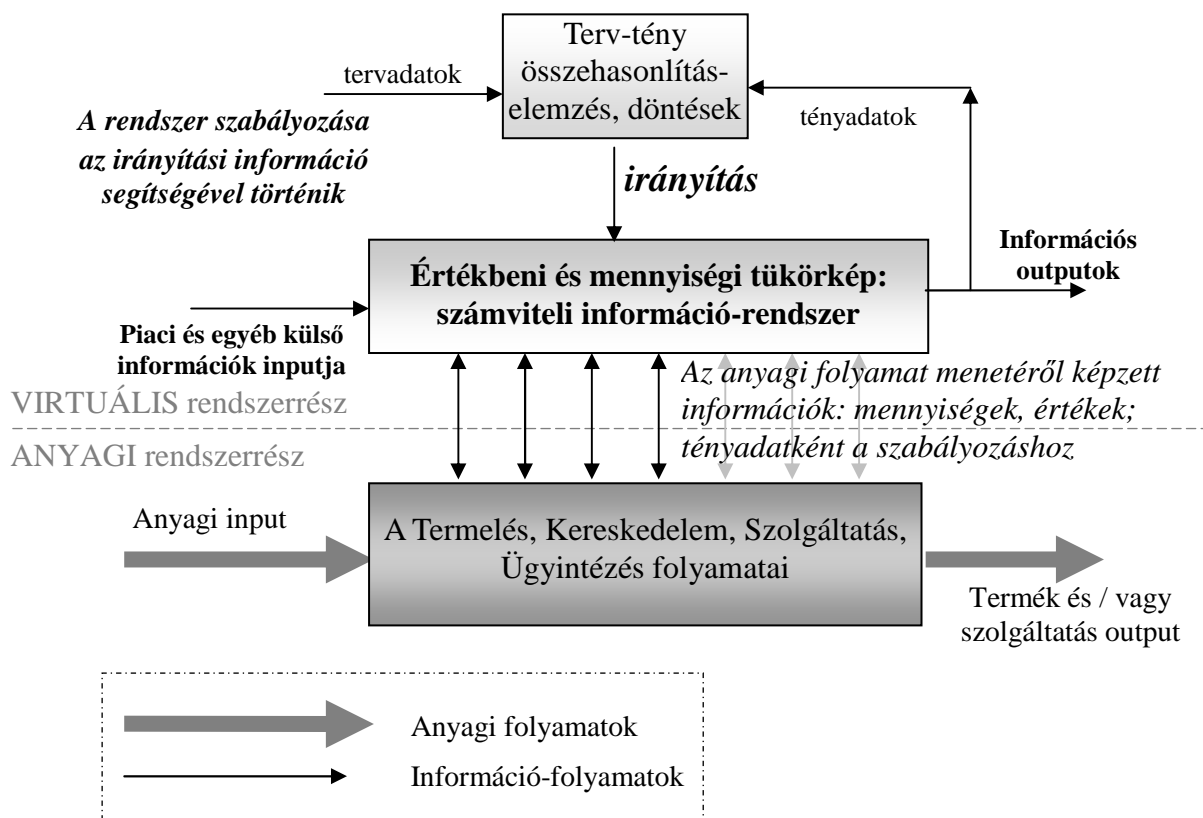 Terv-tény
összehasonlítás-
elemzés, döntések
tervadatok
tényadatok
A rendszer szabályozása
az irányítási információ
segítségével történik
irányítás
Információs
outputok
Értékbeni és mennyiségi tükörkép:
számviteli információ-rendszer
Piaci és egyéb külső
információk inputja
Az anyagi folyamat menetéről képzett
információk: mennyiségek, értékek;
tényadatként a szabályozáshoz
VIRTUÁLIS rendszerrész
ANYAGI rendszerrész
Anyagi input
A Termelés, Kereskedelem, Szolgáltatás,
Ügyintézés folyamatai
Termék és / vagy
szolgáltatás output
Anyagi folyamatok
Információ-folyamatok